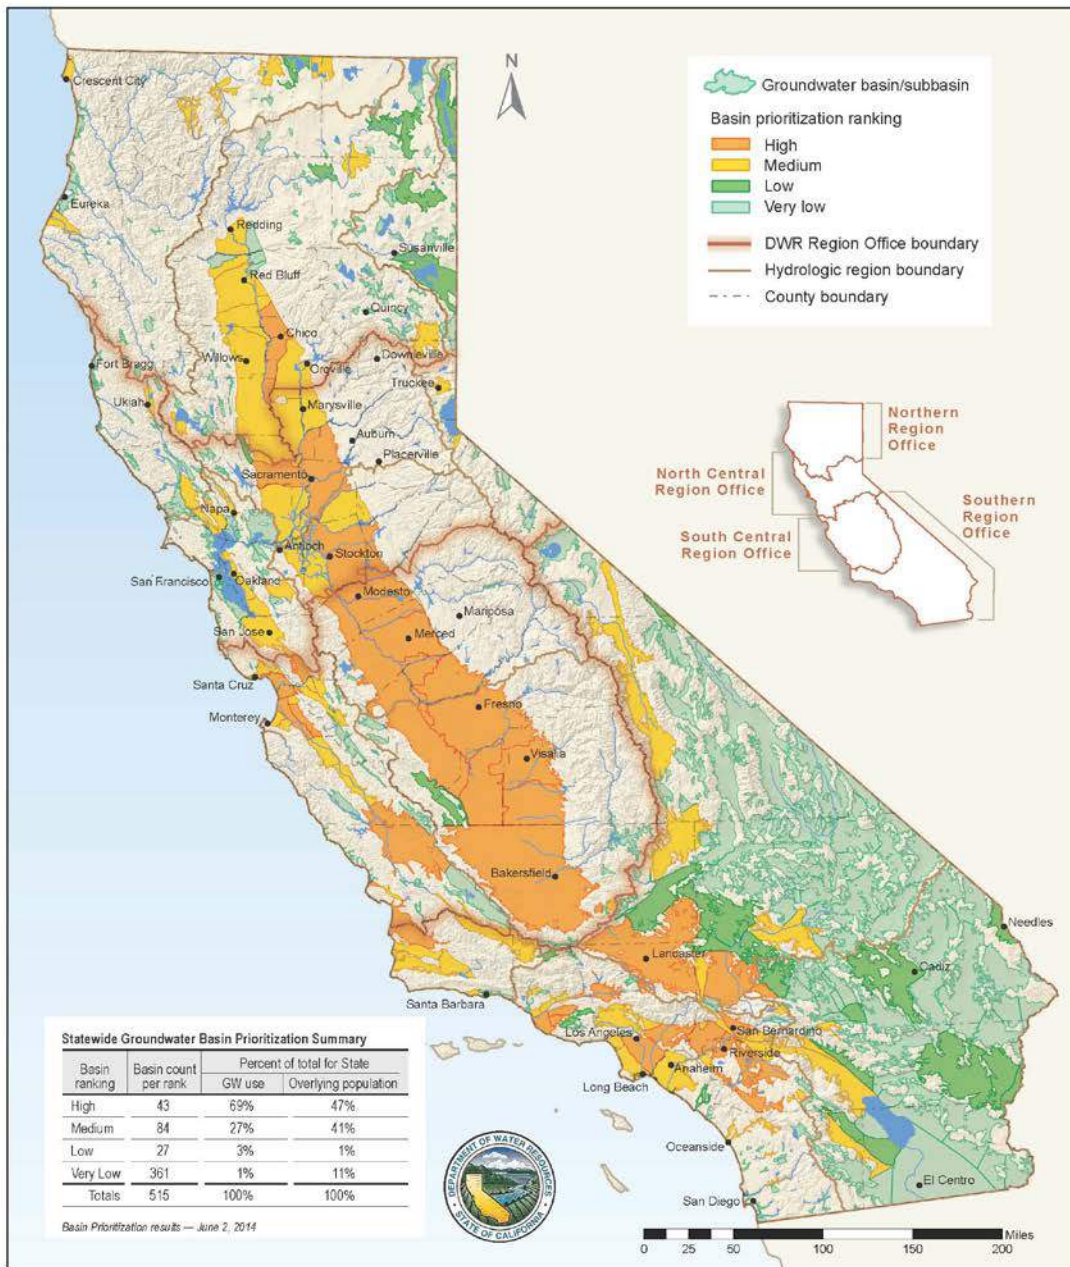 N
Groundwater basin/subbasin
Basin prioritization ranking
High
Medium
Low
Very low
DWR Region Office boundary
Hydrologic region boundary
County boundary
Crescent City
Eureka
Redding
Susanville
Red Bluff
Quincy
Chico
Willows
Oroville
Downieville
Fort Bragg
Truckee
Ukiah
Marysville
Auburn
Placerville
Sacramento
Napa
Antioch
Stockton
San Francisco
Oakland
Modesto
Mariposa
San Jose
Merced
Santa Cruz
Monterey
Fresno
Visalia
Bakersfield
Needles
Lancaster
Cadiz
Santa Barbara
Los Angeles
San Bernardino
Riverside
Anaheim
Long Beach
Oceanside
El Centro
San Diego
Northern
Region
Office
North Central
Region Office
South Central
Region Office
Southern
Region
Office
Statewide Groundwater Basin Prioritization Summary
Basin ranking Basin count per rank Percent of total for State
GW use Overlying population
High 43 69% 47%
Medium 84 27% 41%
Low 27 3% 1%
Very Low 361 1% 11%
Totals 515 100% 100%
Basin Prioritization results — June 2, 2014
DEPARTMENT OF WATER RESOURCES
STATE OF CALIFORNIA
0 25 50 100 150 200 Miles